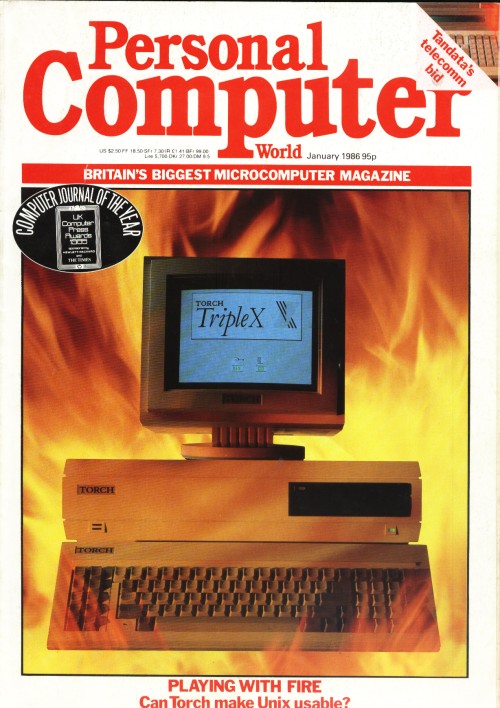 Personal
Computer
World
Tandata's
telecomm
bid
US $2.50 FF 18.50 SFr 7.30 IR £1.41 BFr 99.00
Lire 5,700 DKr 27.00 DM 9.5
January 1986 95p
BRITAIN'S BIGGEST MICROCOMPUTER MAGAZINE
COMPUTER JOURNAL OF THE YEAR
UK
Computer
Press
Awards
1985
HEWLETT-PACKARD
and
THE TIMES
TORCH
TripleX
TORCH
TORCH
PLAYING WITH FIRE
Can Torch make Unix usable?